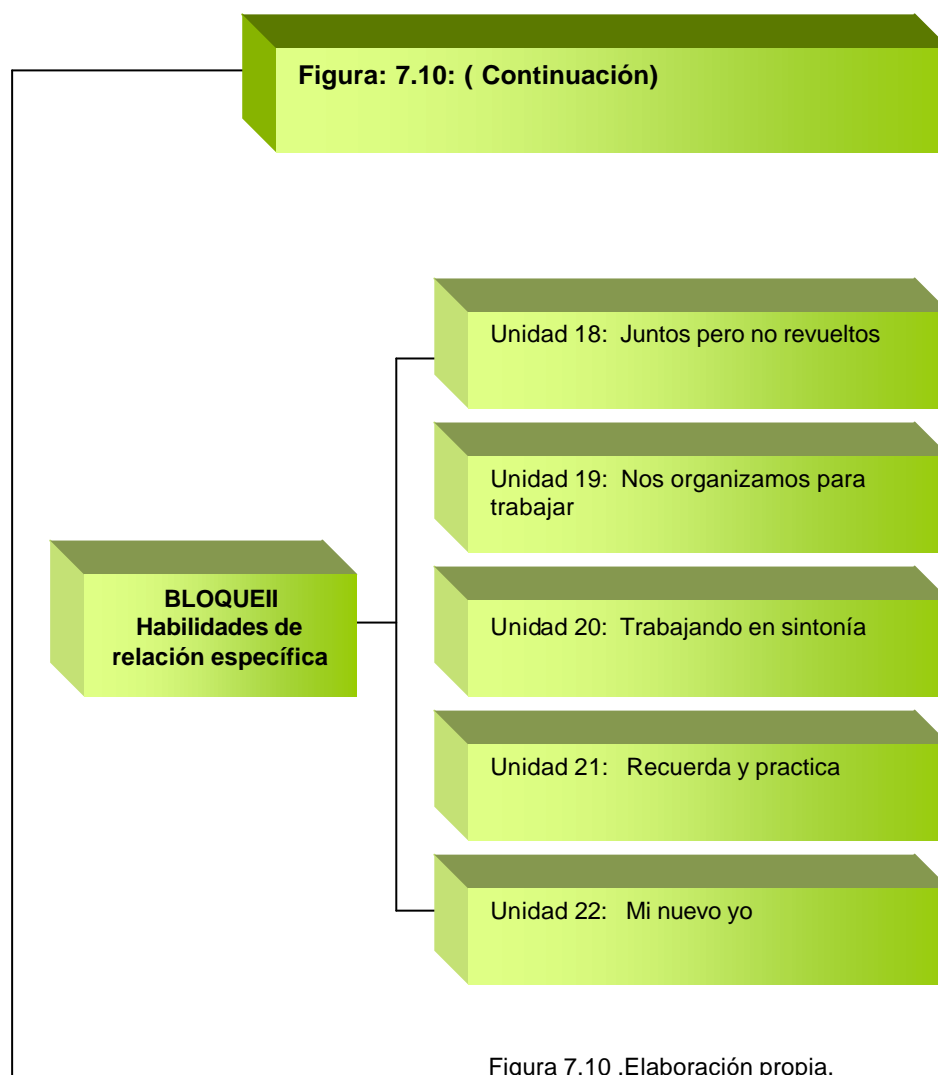 Figura: 7.10: ( Continuación)
Unidad 18: Juntos pero no revueltos
Unidad 19: Nos organizamos para
trabajar
BLOQUEII
Habilidades de
relación específica
Unidad 20: Trabajando en sintonía
Unidad 21: Recuerda y practica
Unidad 22: Mi nuevo yo
Figura 7.10 .Elaboración propia.